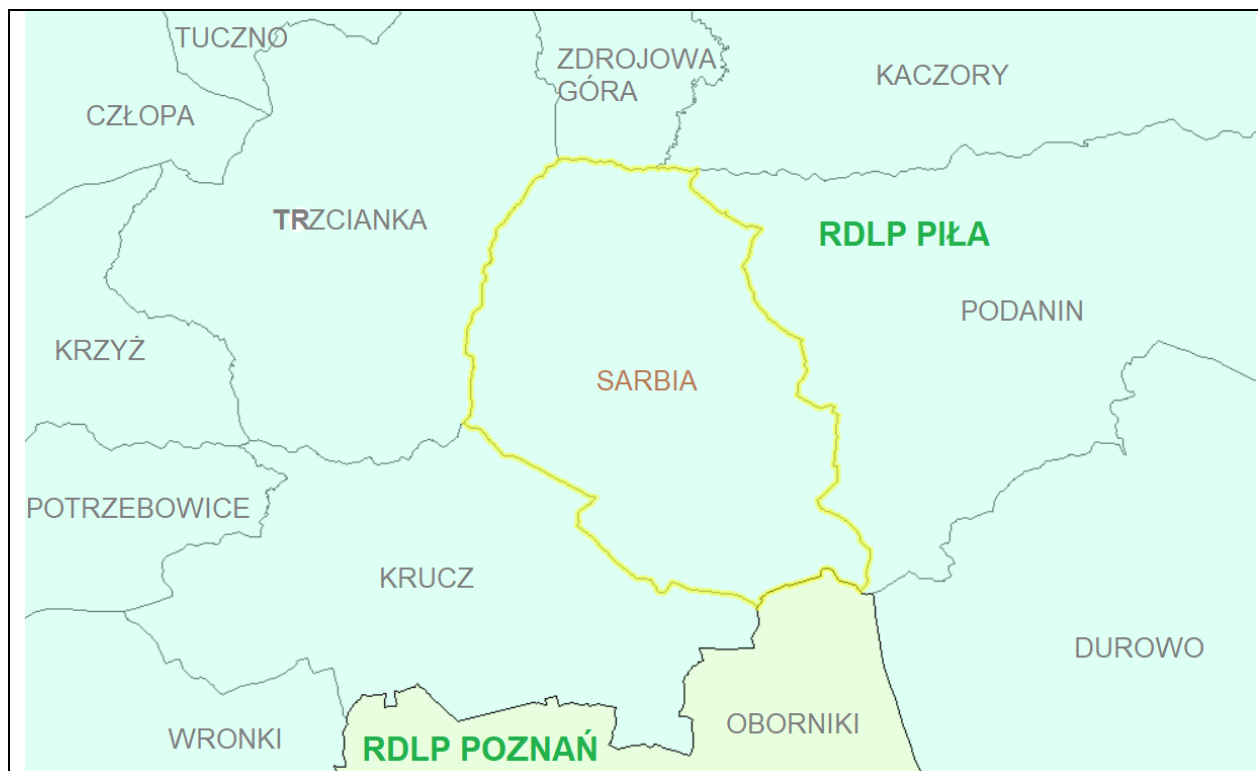 TUCZNO
ZDROJOWA
GÓRA
KACZORY
CZŁOPA
TRZCIANKA
RDLP PIŁA
PODANIN
KRZYŻ
SARBIA
POTRZEBOWICE
KRUCZ
DUROWO
OBORNIKI
WRONKI
RDLP POZNAŃ